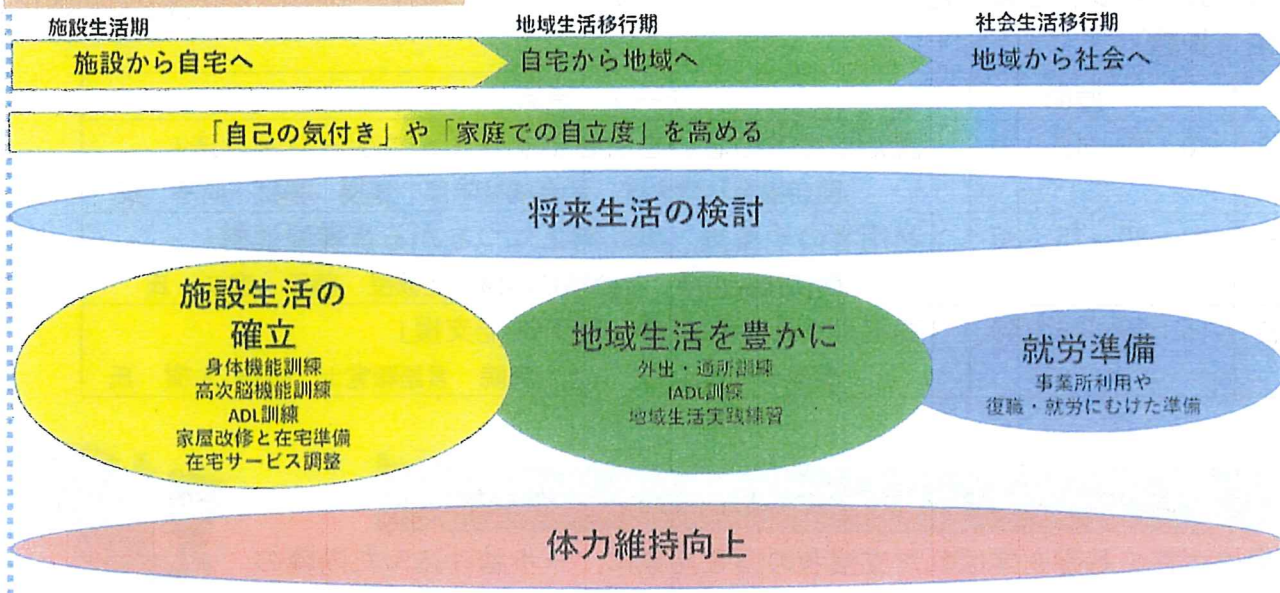 施設生活期
地域生活移行期
社会生活移行期
施設から自宅へ
自宅から地域へ
地域から社会へ
「自己の気付き」や「家庭での自立度」を高める
将来生活の検討
施設生活の
確立
身体機能訓練
高次脳機能訓練
ADL訓練
家屋改修と在宅準備
在宅サービス調整
地域生活を豊かに
外出・通所訓練
IADL訓練
地域生活実践練習
就労準備
事業所利用や
復職・就労にむけた準備
体力維持向上